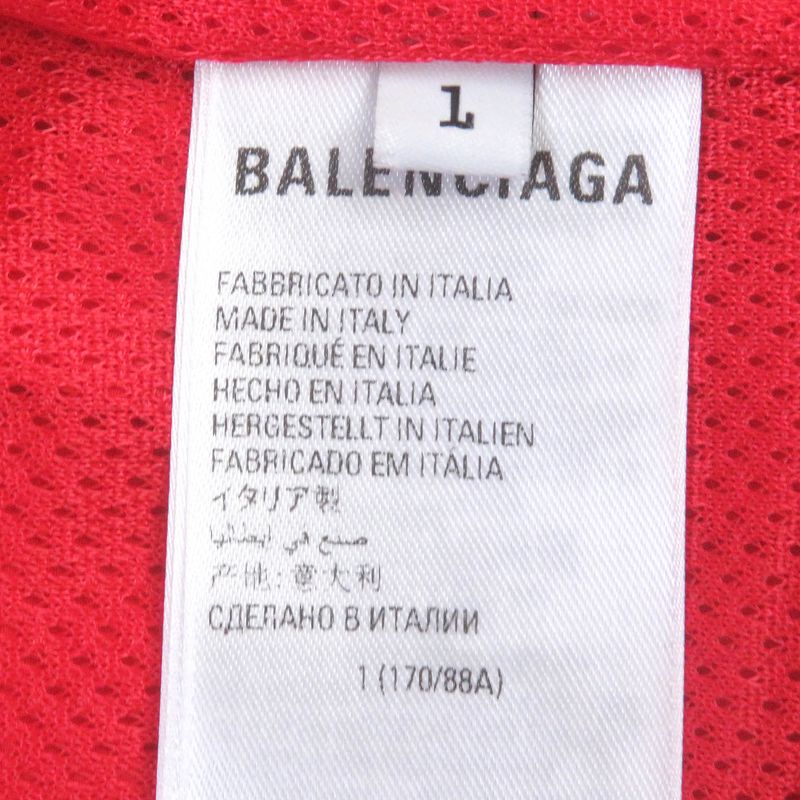 1
BALENCIAGA
FABBRICATO IN ITALIA
MADE IN ITALY
FABRIQUÉ EN ITALIE
HECHO EN ITALIA
HERGESTELLT IN ITALIEN
FABRICADO EM ITALIA
イタリア製
صنع في إيطاليا
产地: 意大利
СДЕЛАНО В ИТАЛИИ
1 (170/88A)